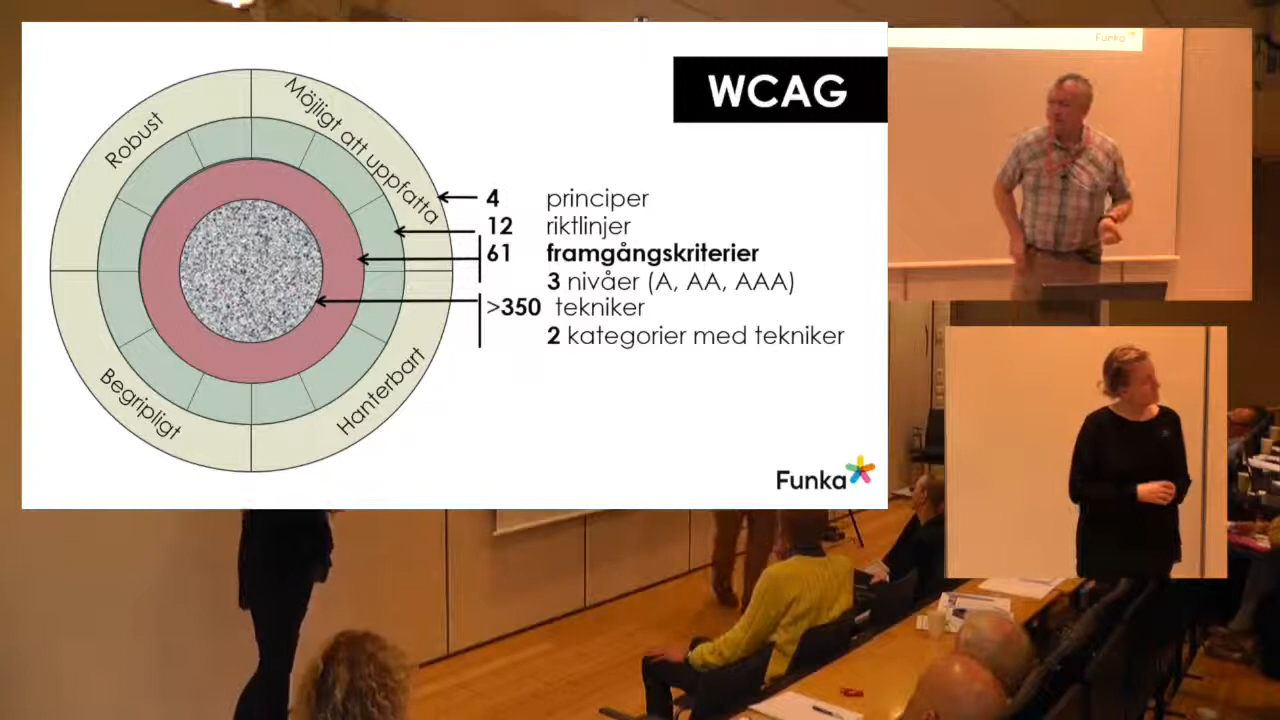 WCAG
Robust
Möjligt att uppfatta
Begripligt
Hanterbart
4 principer
12 riktlinjer
61 framgångskriterier
3 nivåer (A, AA, AAA)
>350 tekniker
2 kategorier med tekniker
Funka
Funka